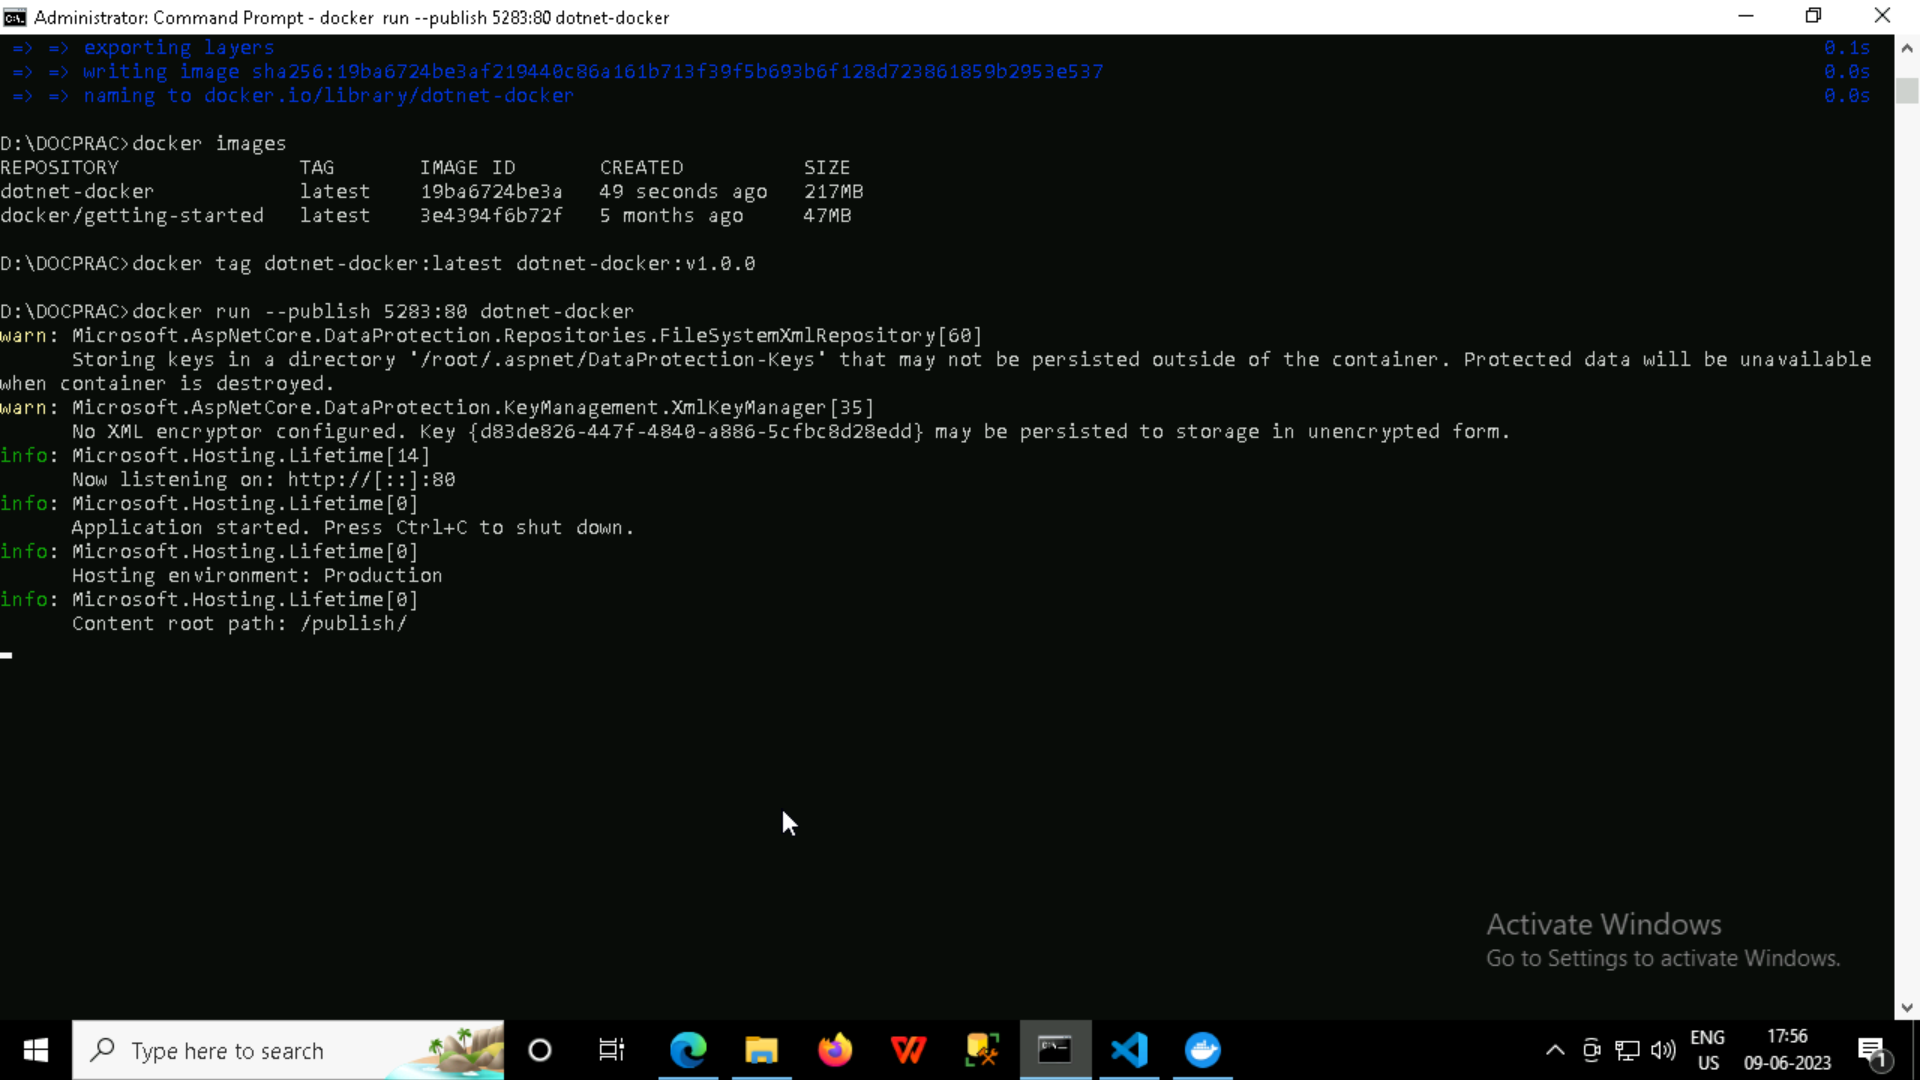 Administrator: Command Prompt - docker  run --publish 5283:80 dotnet-docker
=> => exporting layers 0.1s
=> => writing image sha256:19ba6724be3af219440c86a161b713f39f5b693b6f128d723861859b2953e537 0.0s
=> => naming to docker.io/library/dotnet-docker 0.0s
D:\DOCPRAC>docker images
REPOSITORY TAG IMAGE ID CREATED SIZE
dotnet-docker latest 19ba6724be3a 49 seconds ago 217MB
docker/getting-started latest 3e4394f6b72f 5 months ago 47MB
D:\DOCPRAC>docker tag dotnet-docker:latest dotnet-docker:v1.0.0
D:\DOCPRAC>docker run --publish 5283:80 dotnet-docker
warn: Microsoft.AspNetCore.DataProtection.Repositories.FileSystemXmlRepository[60]
Storing keys in a directory '/root/.aspnet/DataProtection-Keys' that may not be persisted outside of the container. Protected data will be unavailable
when container is destroyed.
warn: Microsoft.AspNetCore.DataProtection.KeyManagement.XmlKeyManager[35]
No XML encryptor configured. Key {d83de826-447f-4840-a886-5cfbc8d28edd} may be persisted to storage in unencrypted form.
info: Microsoft.Hosting.Lifetime[14]
Now listening on: http://[::]:80
info: Microsoft.Hosting.Lifetime[0]
Application started. Press Ctrl+C to shut down.
info: Microsoft.Hosting.Lifetime[0]
Hosting environment: Production
info: Microsoft.Hosting.Lifetime[0]
Content root path: /publish/
Activate Windows
Go to Settings to activate Windows.
Type here to search
ENG
US
17:56
09-06-2023
1